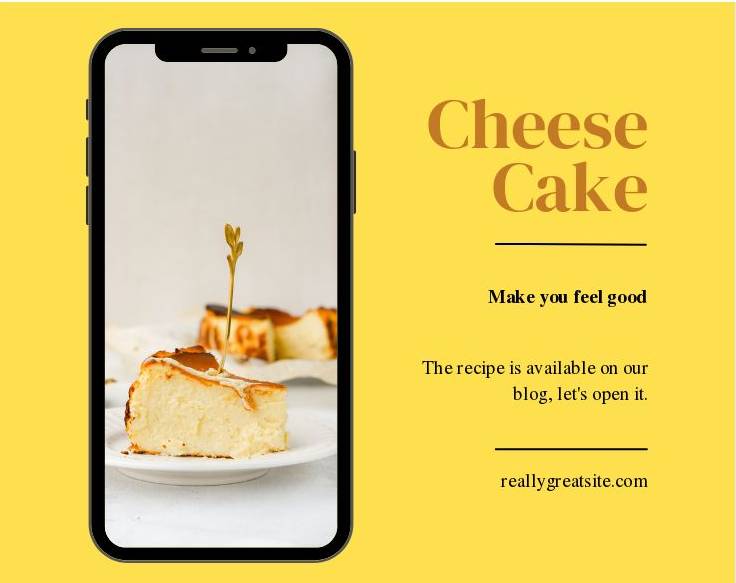 Cheese
Cake
Make you feel good
The recipe is available on our
blog, let's open it.
reallygreatsite.com